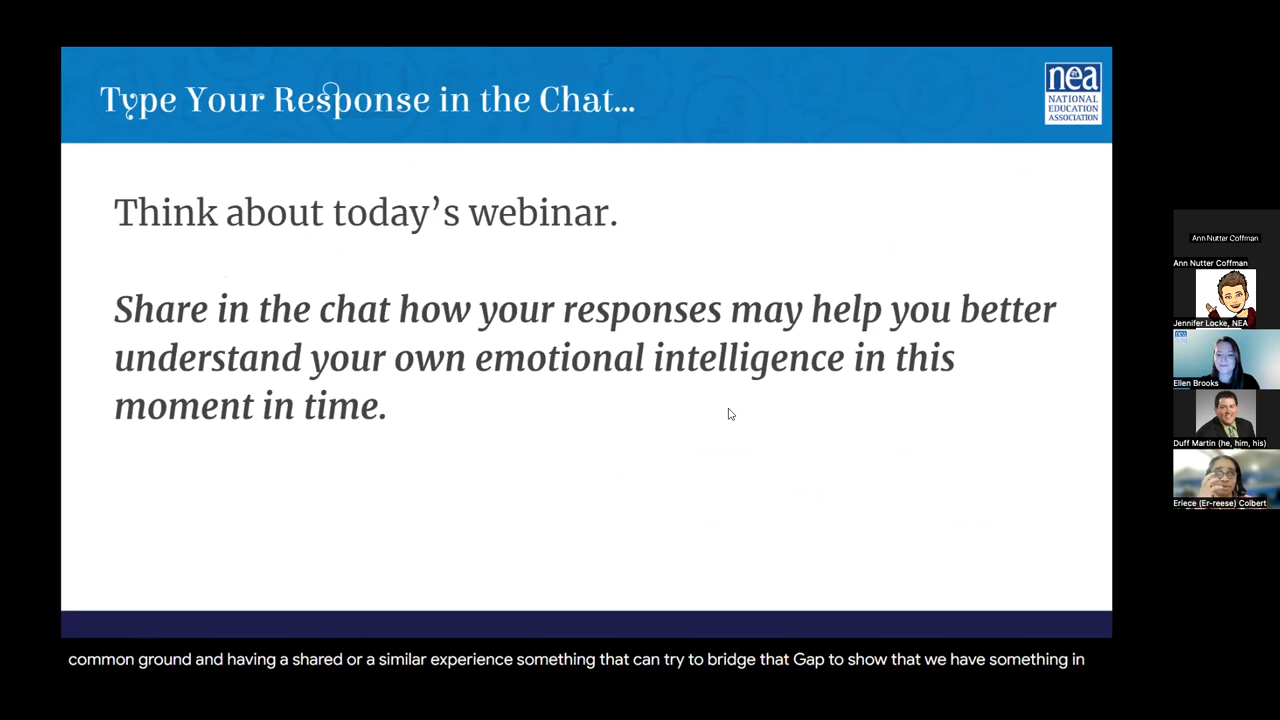 Type Your Response in the Chat...
nea
NATIONAL
EDUCATION
ASSOCIATION
Think about today's webinar.
Share in the chat how your responses may help you better
understand your own emotional intelligence in this
moment in time.
Ann Nutter Coffman
Ann Nutter Coffman
Jennifer Locke, NEA
nea
Ellen Brooks
Duff Martin (he, him, his)
Eriece (Er-reese) Colbert
common ground and having a shared or a similar experience something that can try to bridge that Gap to show that we have something in